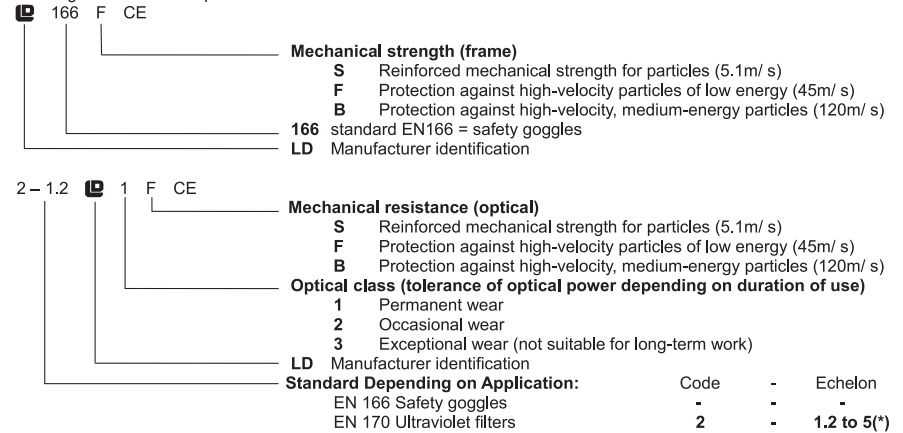 LD 166 F CE
Mechanical strength (frame)
S Reinforced mechanical strength for particles (5.1m/ s)
F Protection against high-velocity particles of low energy (45m/ s)
B Protection against high-velocity, medium-energy particles (120m/ s)
166 standard EN166 = safety goggles
LD Manufacturer identification
2 – 1.2 LD 1 F CE
Mechanical resistance (optical)
S Reinforced mechanical strength for particles (5.1m/ s)
F Protection against high-velocity particles of low energy (45m/ s)
B Protection against high-velocity, medium-energy particles (120m/ s)
Optical class (tolerance of optical power depending on duration of use)
1 Permanent wear
2 Occasional wear
3 Exceptional wear (not suitable for long-term work)
LD Manufacturer identification
Standard Depending on Application: Code - Echelon
EN 166 Safety goggles - - -
EN 170 Ultraviolet filters 2 - 1.2 to 5(*)